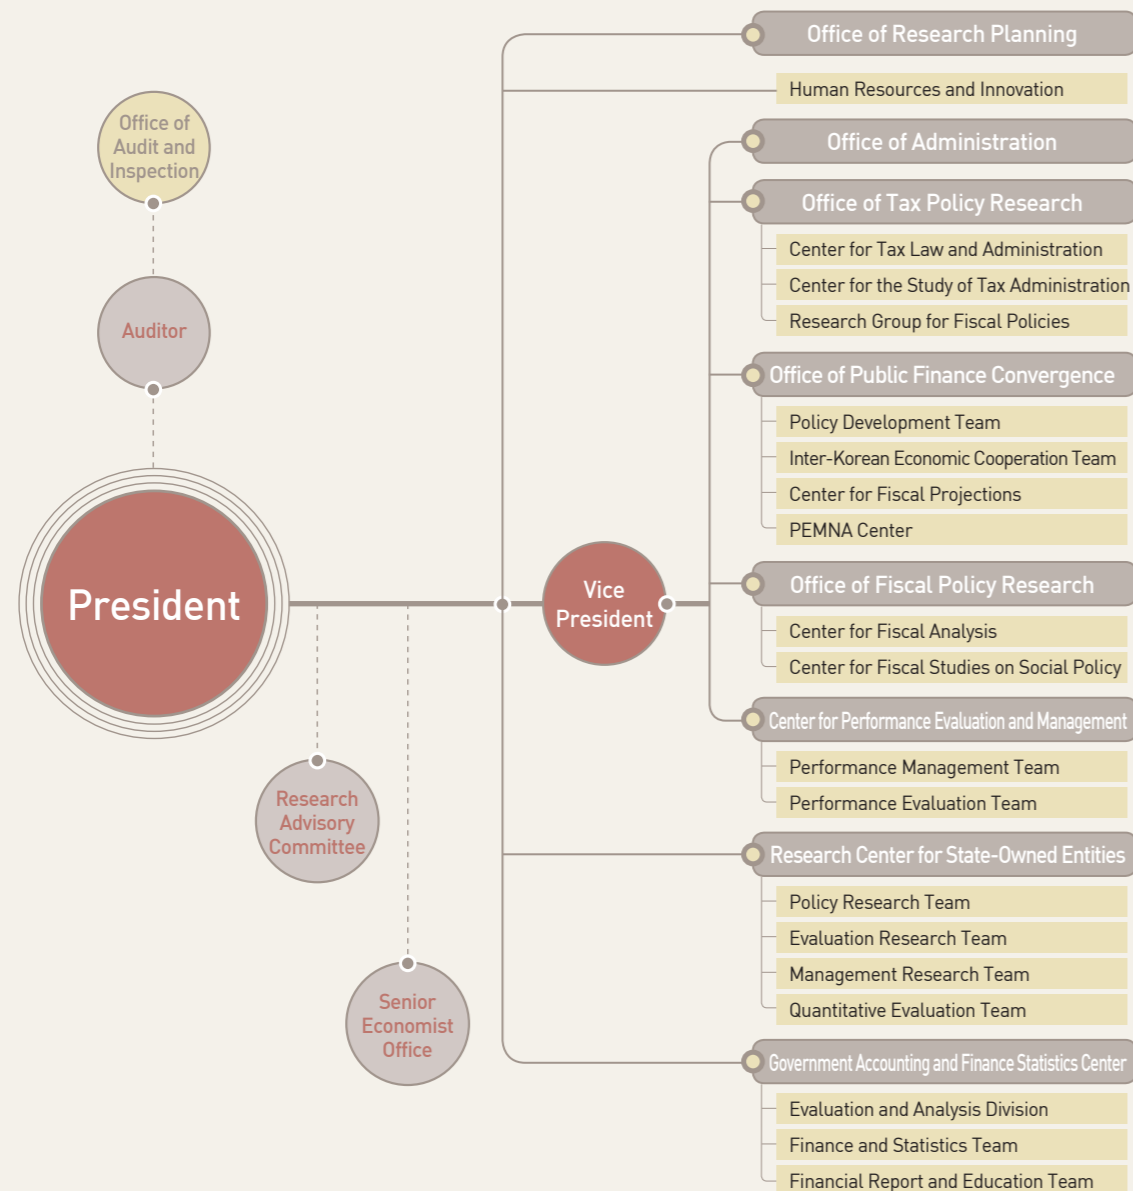 Office of
Audit and
Inspection
Auditor
President
Research
Advisory
Committee
Senior
Economist
Office
Vice
President
Office of Research Planning
Human Resources and Innovation
Office of Administration
Office of Tax Policy Research
Center for Tax Law and Administration
Center for the Study of Tax Administration
Research Group for Fiscal Policies
Office of Public Finance Convergence
Policy Development Team
Inter-Korean Economic Cooperation Team
Center for Fiscal Projections
PEMNA Center
Office of Fiscal Policy Research
Center for Fiscal Analysis
Center for Fiscal Studies on Social Policy
Center for Performance Evaluation and Management
Performance Management Team
Performance Evaluation Team
Research Center for State-Owned Entities
Policy Research Team
Evaluation Research Team
Management Research Team
Quantitative Evaluation Team
Government Accounting and Finance Statistics Center
Evaluation and Analysis Division
Finance and Statistics Team
Financial Report and Education Team